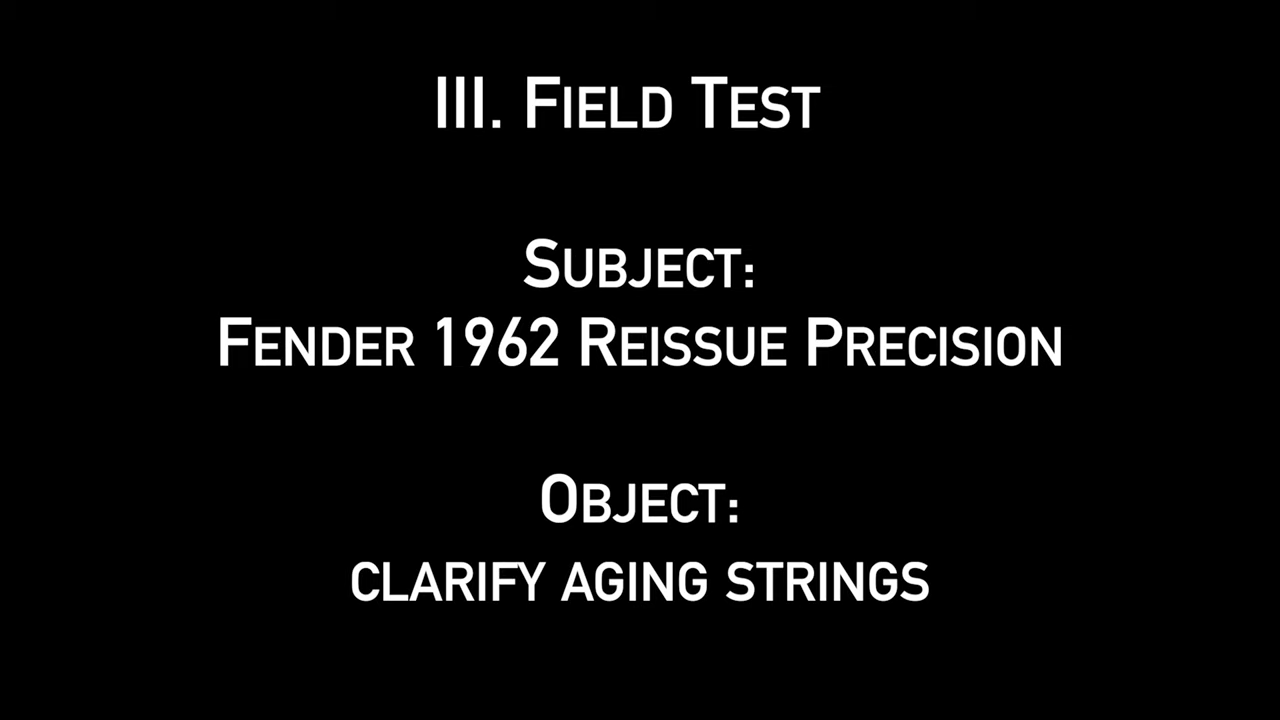 III. Field Test
Subject:
Fender 1962 Reissue Precision
Object:
clarify aging strings